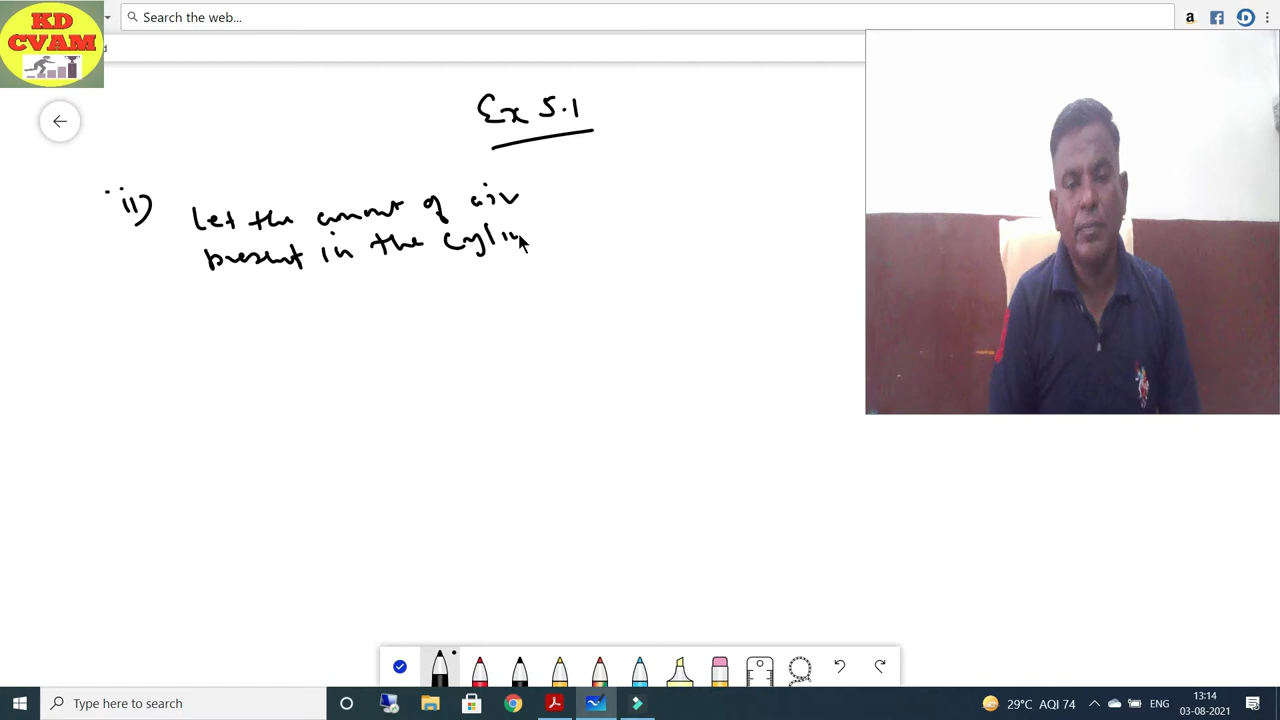 KD
CVAM
Search the web...
Ex 5.1
ii) Let the amount of air
present in the Cylin
Type here to search
29°C AQI 74
ENG
13:14
03-08-2021